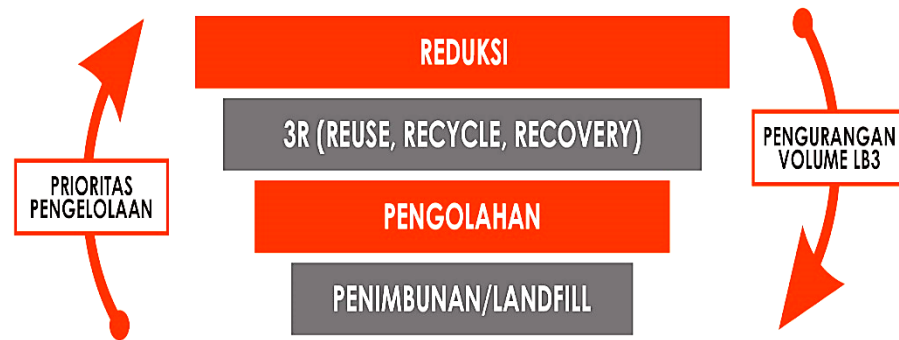 REDUKSI
3R (REUSE, RECYCLE, RECOVERY)
PENGOLAHAN
PENIMBUNAN/LANDFILL
PRIORITAS
PENGELOLAAN
PENGURANGAN
VOLUME LB3